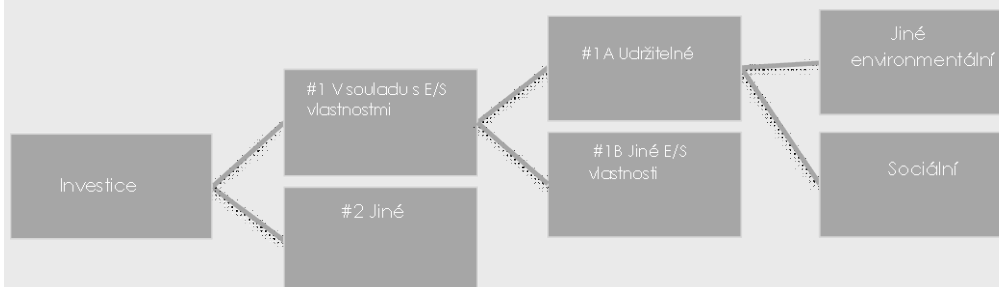 Investice
#1 V souladu s E/S
vlastnostmi
#2 Jiné
#1A Udržitelné
#1B Jiné E/S
vlastnosti
Jiné
environmentální
Sociální